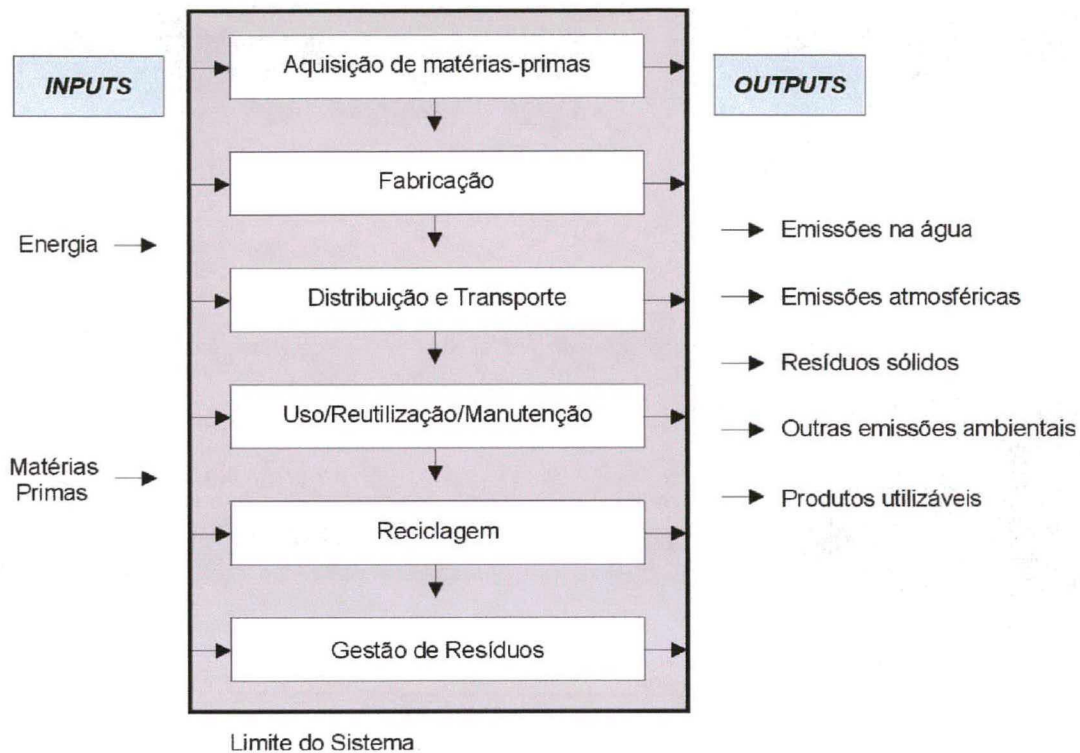 INPUTS
Energia
Matérias
Primas
Aquisição de matérias-primas
Fabricação
Distribuição e Transporte
Uso/Reutilização/Manutenção
Reciclagem
Gestão de Resíduos
Limite do Sistema
OUTPUTS
Emissões na água
Emissões atmosféricas
Resíduos sólidos
Outras emissões ambientais
Produtos utilizáveis